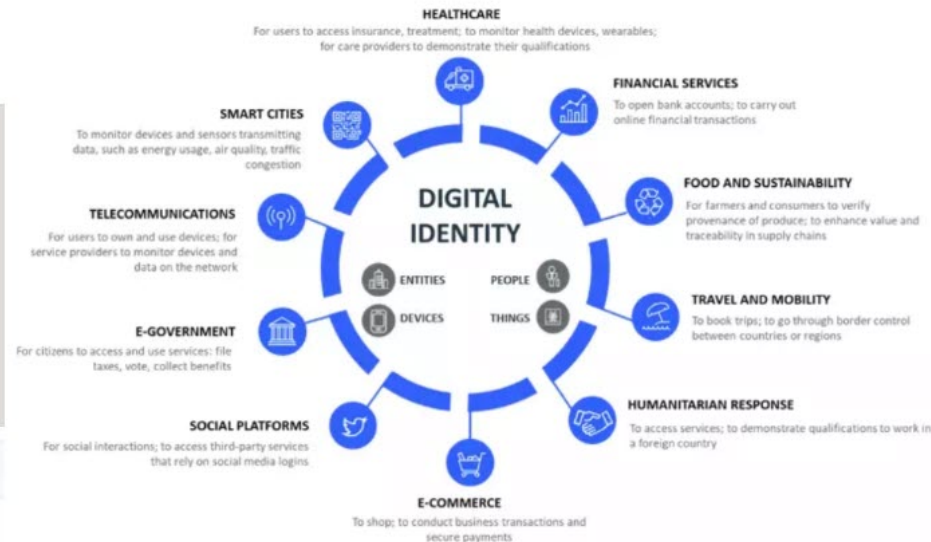 HEALTHCARE
For users to access insurance, treatment; to monitor health devices, wearables;
for care providers to demonstrate their qualifications
FINANCIAL SERVICES
To open bank accounts; to carry out
online financial transactions
FOOD AND SUSTAINABILITY
For farmers and consumers to verify
provenance of produce; to enhance value and
traceability in supply chains
TRAVEL AND MOBILITY
To book trips; to go through border control
between countries or regions
HUMANITARIAN RESPONSE
To access services; to demonstrate qualifications to work in
a foreign country
E-COMMERCE
To shop; to conduct business transactions and
secure payments
SOCIAL PLATFORMS
For social interactions; to access third-party services
that rely on social media logins
E-GOVERNMENT
For citizens to access and use services: file
taxes, vote, collect benefits
TELECOMMUNICATIONS
For users to own and use devices; for
service providers to monitor devices and
data on the network
SMART CITIES
To monitor devices and sensors transmitting
data, such as energy usage, air quality, traffic
congestion
DIGITAL
IDENTITY
ENTITIES
PEOPLE
DEVICES
THINGS